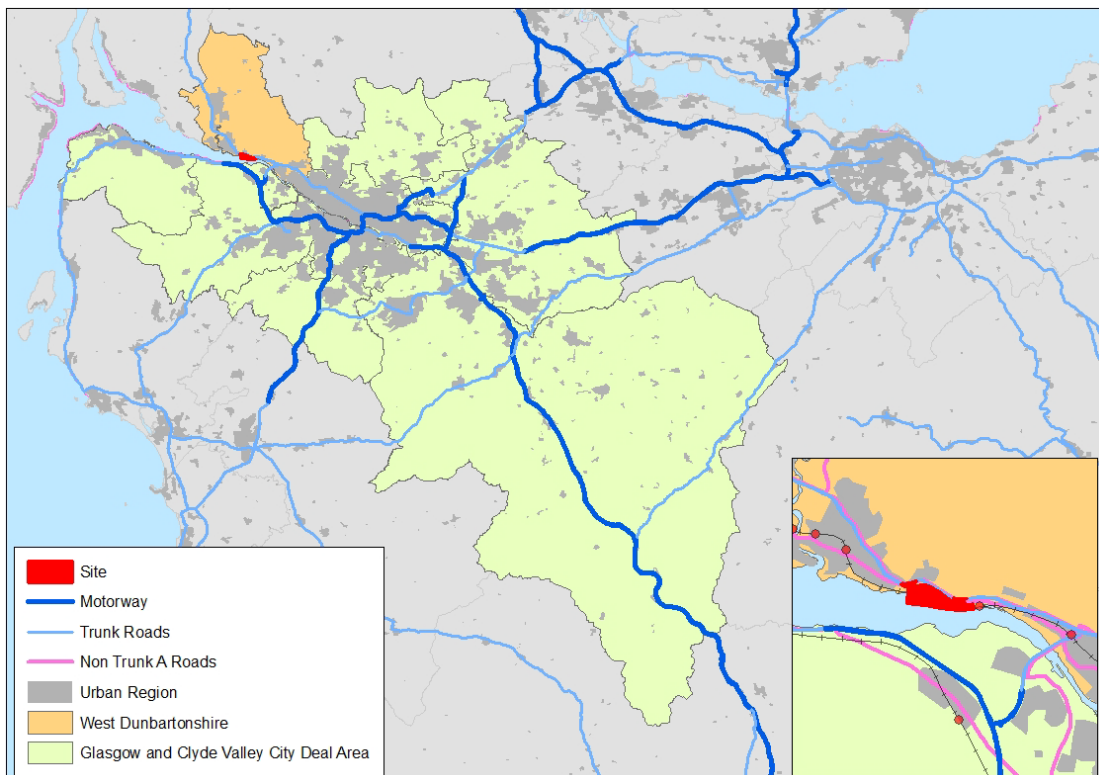 Site
Motorway
Trunk Roads
Non Trunk A Roads
Urban Region
West Dunbartonshire
Glasgow and Clyde Valley City Deal Area